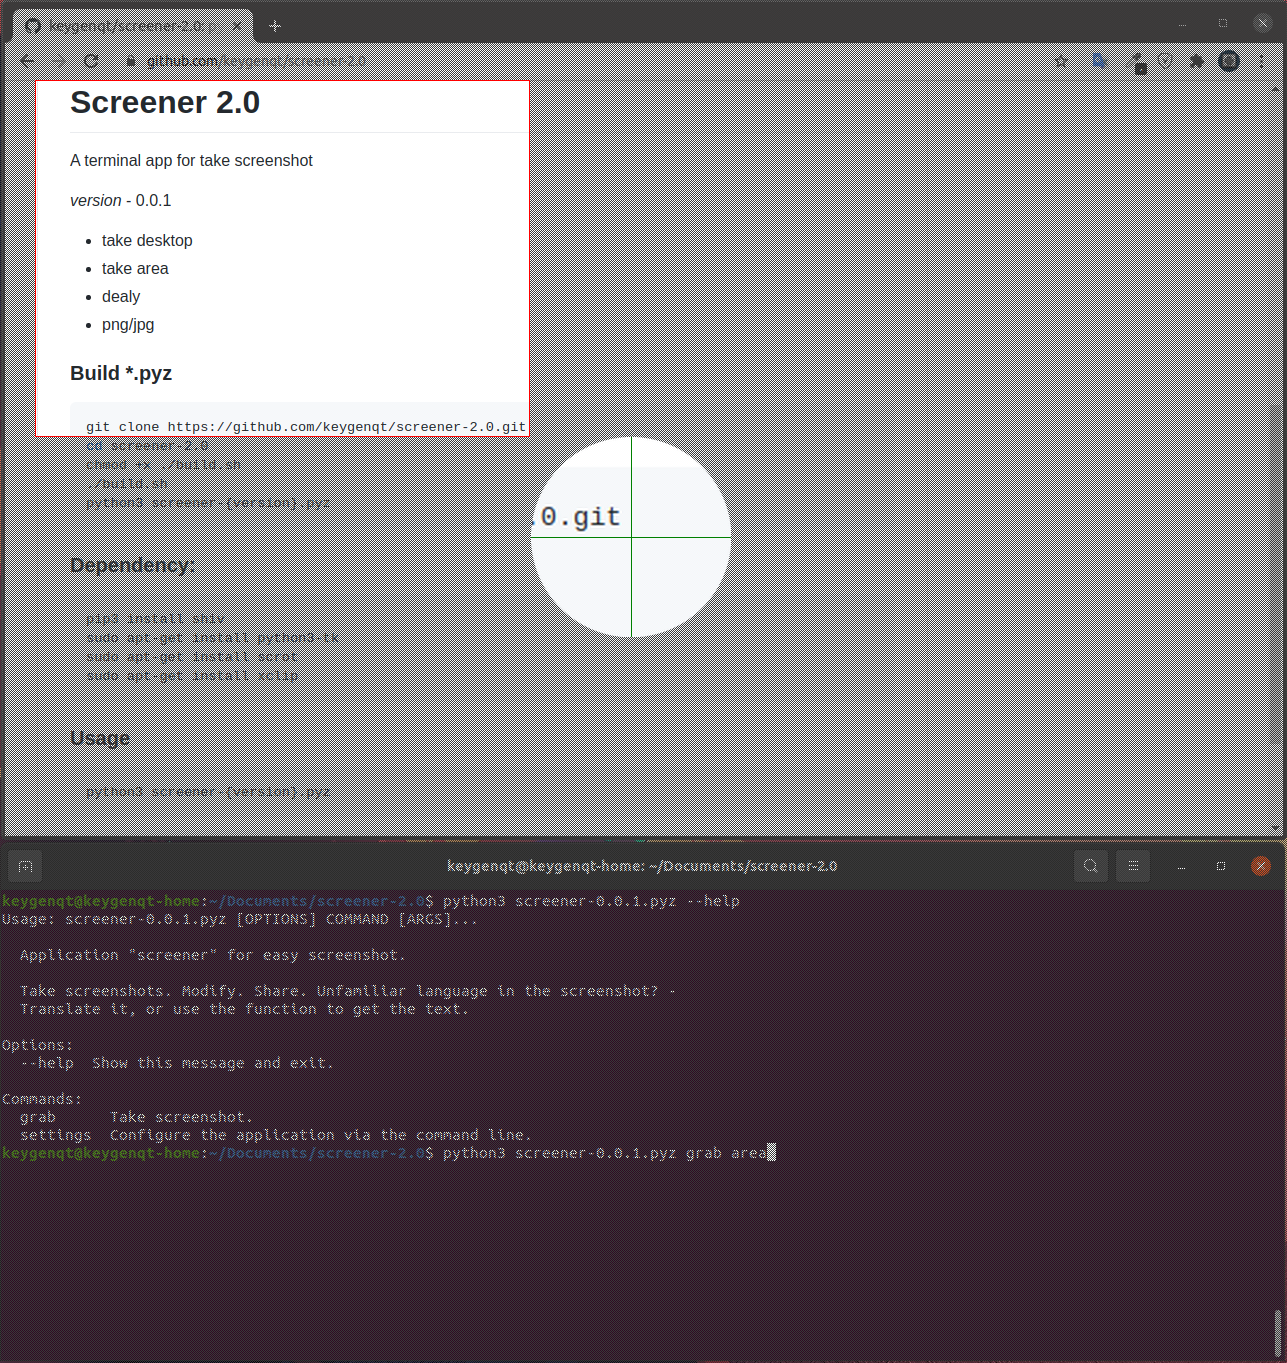 keygenqt/screener-2.0:
github.com/keygenqt/screener-2.0
Screener 2.0
A terminal app for take screenshot
version - 0.0.1
take desktop
take area
dealy
png/jpg
Build *.pyz
git clone https://github.com/keygenqt/screener-2.0.git
cd screener-2.0
chmod +x ./build.sh
./build.sh
python3 screener-{version}.pyz
.0.git
Dependency:
pip3 install shiv
sudo apt-get install python3-tk
sudo apt-get install scrot
sudo apt-get install xclip
Usage
python3 screener-{version}.pyz
keygenqt@keygenqt-home: ~/Documents/screener-2.0
keygenqt@keygenqt-home:~/Documents/screener-2.0$ python3 screener-0.0.1.pyz --help
Usage: screener-0.0.1.pyz [OPTIONS] COMMAND [ARGS]...
Application "screener" for easy screenshot.
Take screenshots. Modify. Share. Unfamiliar language in the screenshot? -
Translate it, or use the function to get the text.
Options:
--help  Show this message and exit.
Commands:
grab      Take screenshot.
settings  Configure the application via the command line.
keygenqt@keygenqt-home:~/Documents/screener-2.0$ python3 screener-0.0.1.pyz grab area